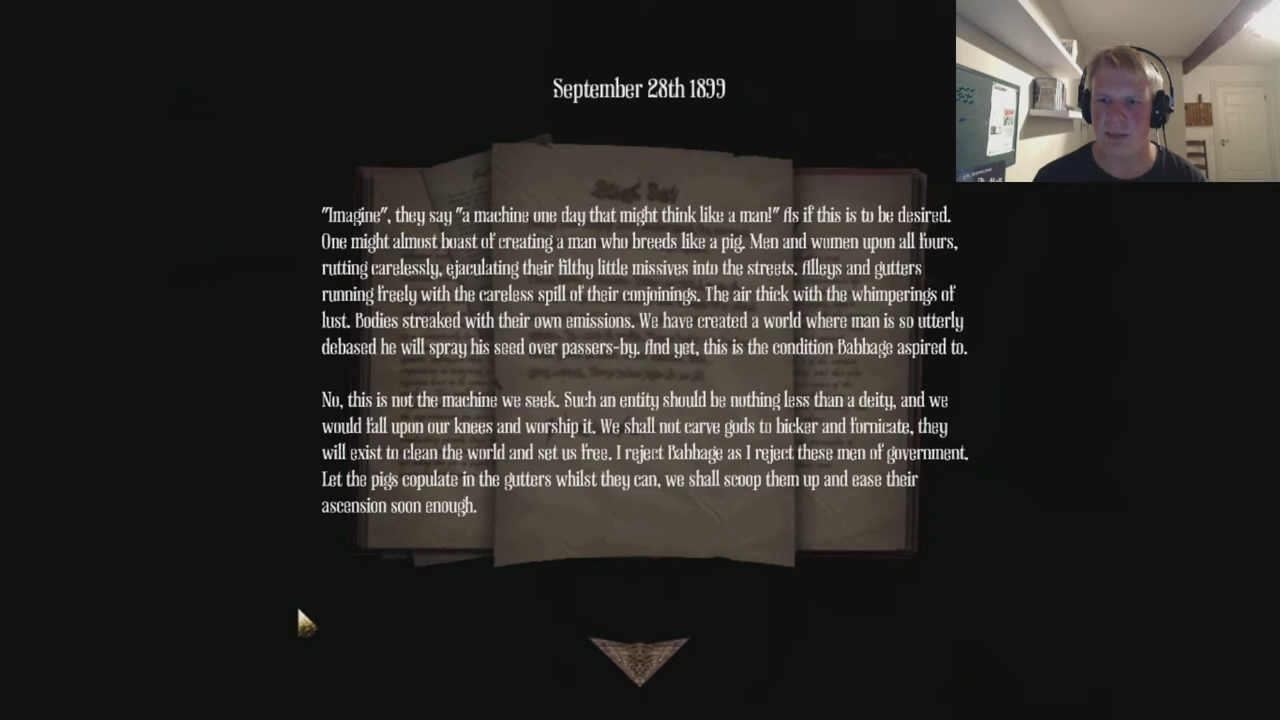 September 28th 1899
"Imagine", they say "a machine one day that might think like a man!" As if this is to be desired.
One might almost boast of creating a man who breeds like a pig. Men and women upon all fours,
rutting carelessly, ejaculating their filthy little missives into the streets. Alleys and gutters
running freely with the careless spill of their conjoinings. The air thick with the whimperings of
lust. Bodies streaked with their own emissions. We have created a world where man is so utterly
debased he will spray his seed over passers-by. And yet, this is the condition Babbage aspired to.
No, this is not the machine we seek. Such an entity should be nothing less than a deity, and we
would fall upon our knees and worship it. We shall not carve gods to bicker and fornicate, they
will exist to clean the world and set us free. I reject Babbage as I reject these men of government.
Let the pigs copulate in the gutters whilst they can, we shall scoop them up and ease their
ascension soon enough.